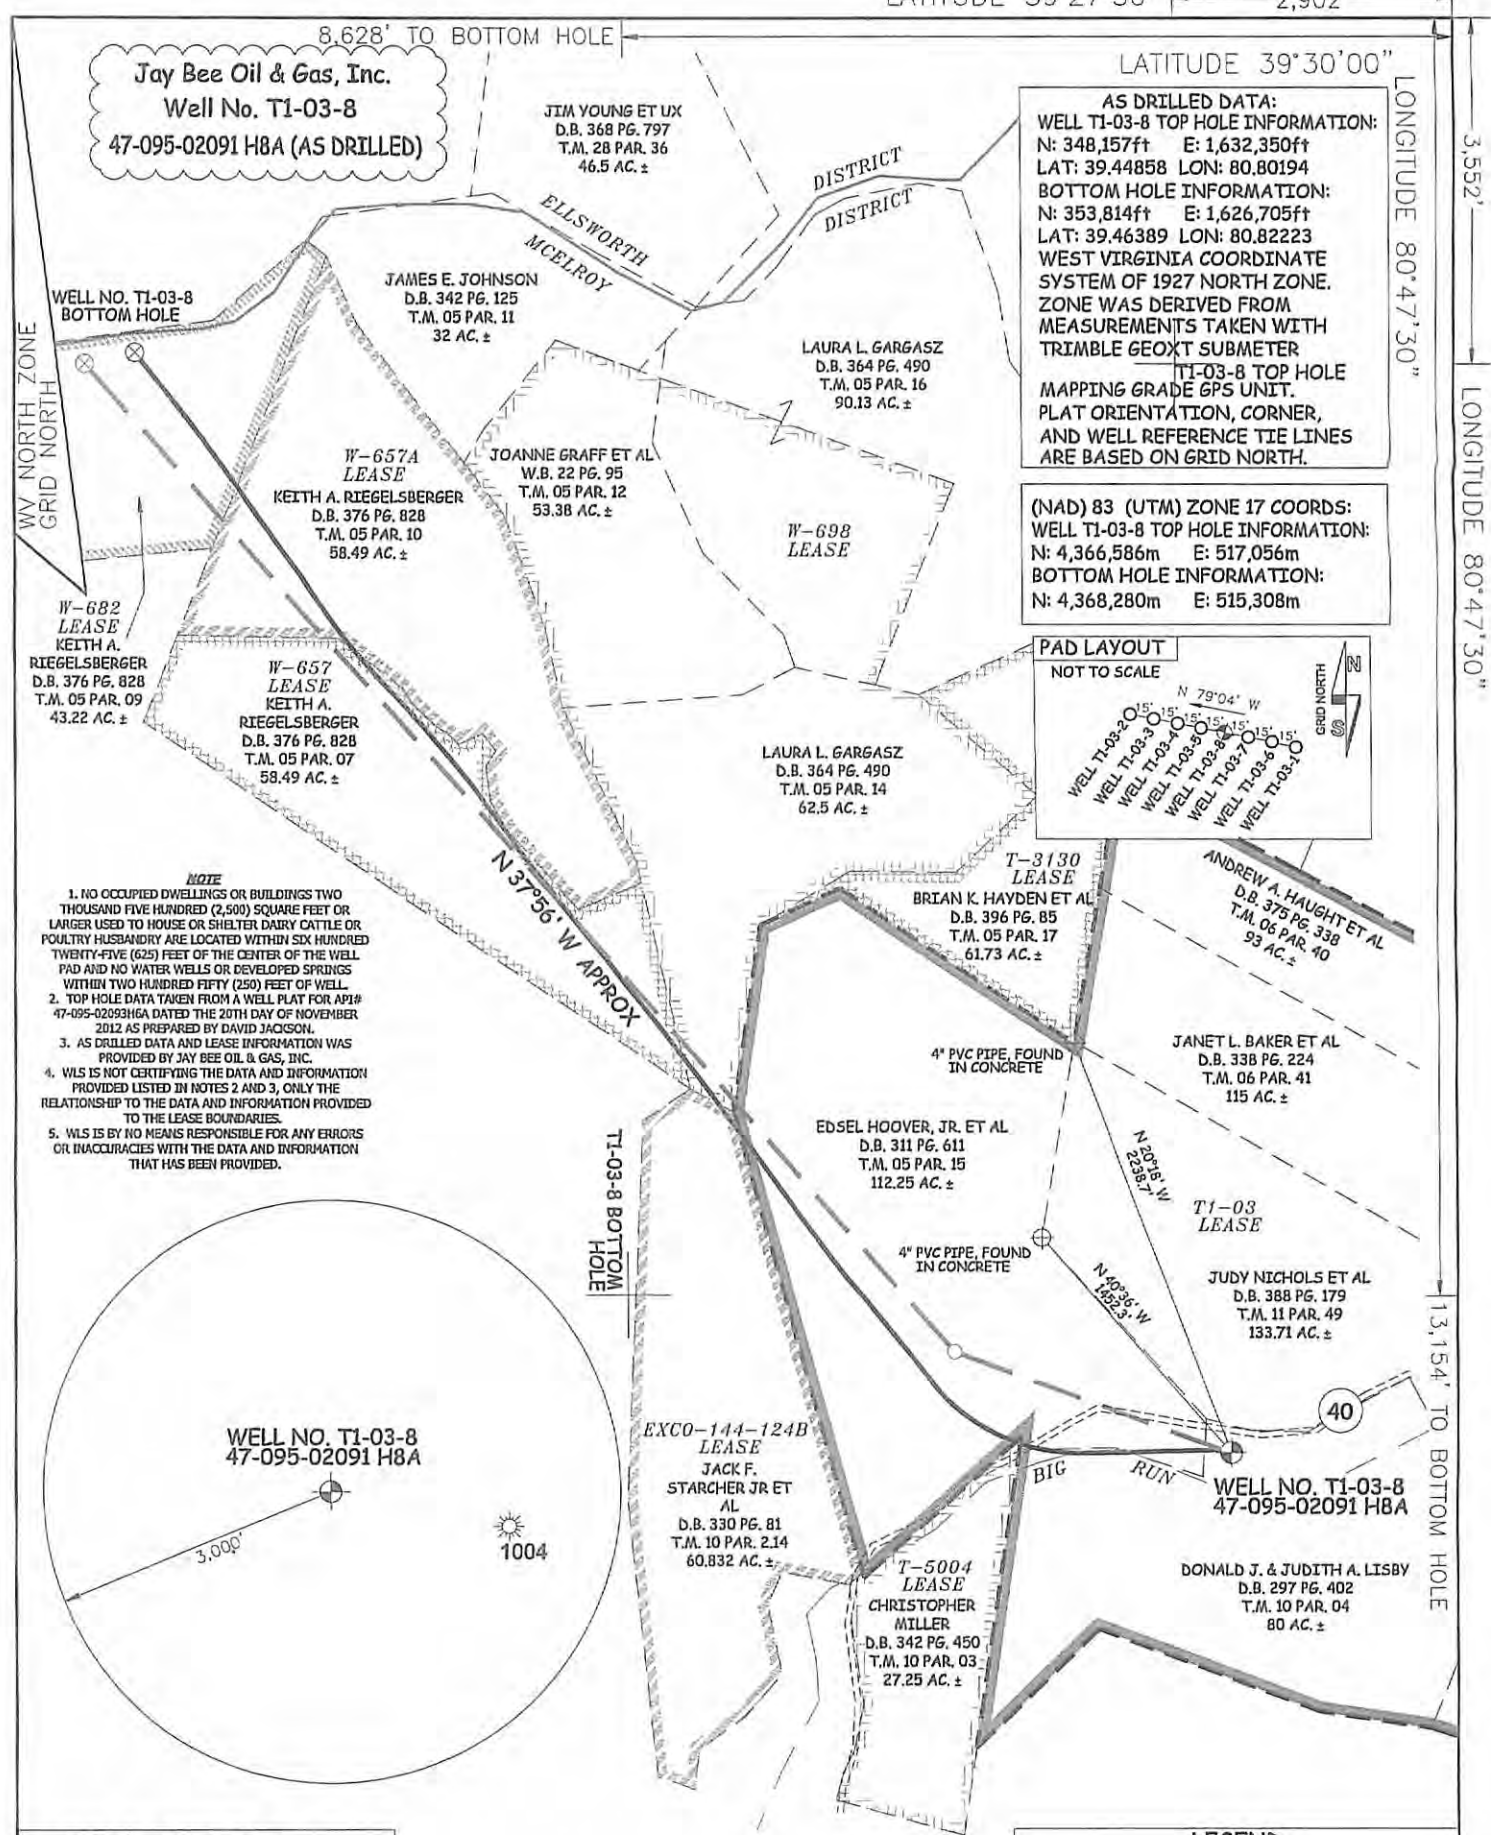 LATITUDE 39°27'30"
2,902'
8,628' TO BOTTOM HOLE
LATITUDE 39°30'00"
Jay Bee Oil & Gas, Inc.
Well No. T1-03-8
47-095-02091 H8A (AS DRILLED)
JIM YOUNG ET UX
D.B. 368 PG. 797
T.M. 28 PAR 36
46.5 AC. ±
AS DRILLED DATA:
WELL T1-03-8 TOP HOLE INFORMATION:
N: 348,157ft E: 1,632,350ft
LAT: 39.44858 LON: 80.80194
BOTTOM HOLE INFORMATION:
N: 353,814ft E: 1,626,705ft
LAT: 39.46389 LON: 80.82223
WEST VIRGINIA COORDINATE
SYSTEM OF 1927 NORTH ZONE.
ZONE WAS DERIVED FROM
MEASUREMENTS TAKEN WITH
TRIMBLE GEOXT SUBMETER
T1-03-8 TOP HOLE
MAPPING GRADE GPS UNIT.
PLAT ORIENTATION, CORNER,
AND WELL REFERENCE TIE LINES
ARE BASED ON GRID NORTH.
LONGITUDE 80°47'30"
3,552'
LONGITUDE 80°47'30"
DISTRICT
DISTRICT
ELLSWORTH
MCELROY
WELL NO. T1-03-8
BOTTOM HOLE
WV NORTH ZONE
GRID NORTH
JAMES E. JOHNSON
D.B. 342 PG. 125
T.M. 05 PAR. 11
32 AC. ±
LAURA L. GARGASZ
D.B. 364 PG. 490
T.M. 05 PAR. 16
90.13 AC. ±
W-657A
LEASE
KEITH A. RIEGELSBERGER
D.B. 376 PG. 828
T.M. 05 PAR. 10
58.49 AC. ±
JOANNE GRAFF ET AL
W.B. 22 PG. 95
T.M. 05 PAR. 12
53.38 AC. ±
W-698
LEASE
(NAD) 83 (UTM) ZONE 17 COORDS:
WELL T1-03-8 TOP HOLE INFORMATION:
N: 4,366,586m E: 517,056m
BOTTOM HOLE INFORMATION:
N: 4,368,280m E: 515,308m
W-682
LEASE
KEITH A.
RIEGELSBERGER
D.B. 376 PG. 828
T.M. 05 PAR. 09
43.22 AC. ±
W-657
LEASE
KEITH A.
RIEGELSBERGER
D.B. 376 PG. 828
T.M. 05 PAR. 07
58.49 AC. ±
PAD LAYOUT
NOT TO SCALE
N 79°04' W
15' 15' 15' 15' 15' 15' 15'
WELL T1-03-2
WELL T1-03-3
WELL T1-03-4
WELL T1-03-5
WELL T1-03-8
WELL T1-03-7
WELL T1-03-6
WELL T1-03-1
GRID NORTH
N
S
LAURA L. GARGASZ
D.B. 364 PG. 490
T.M. 05 PAR. 14
62.5 AC. ±
T-3130
LEASE
BRIAN K. HAYDEN ET AL
D.B. 396 PG. 85
T.M. 05 PAR. 17
61.73 AC. ±
ANDREW A. HAUGHT ET AL
D.B. 375 PG. 338
T.M. 06 PAR. 40
93 AC. ±
NOTE
1. NO OCCUPIED DWELLINGS OR BUILDINGS TWO
THOUSAND FIVE HUNDRED (2,500) SQUARE FEET OR
LARGER USED TO HOUSE OR SHELTER DAIRY CATTLE OR
POULTRY HUSBANDRY ARE LOCATED WITHIN SIX HUNDRED
TWENTY-FIVE (625) FEET OF THE CENTER OF THE WELL
PAD AND NO WATER WELLS OR DEVELOPED SPRINGS
WITHIN TWO HUNDRED FIFTY (250) FEET OF WELL.
2. TOP HOLE DATA TAKEN FROM A WELL PLAT FOR API#
47-095-02093H6A DATED THE 20TH DAY OF NOVEMBER
2012 AS PREPARED BY DAVID JACKSON.
3. AS DRILLED DATA AND LEASE INFORMATION WAS
PROVIDED BY JAY BEE OIL & GAS, INC.
4. WLS IS NOT CERTIFYING THE DATA AND INFORMATION
PROVIDED LISTED IN NOTES 2 AND 3, ONLY THE
RELATIONSHIP TO THE DATA AND INFORMATION PROVIDED
TO THE LEASE BOUNDARIES.
5. WLS IS BY NO MEANS RESPONSIBLE FOR ANY ERRORS
OR INACCURACIES WITH THE DATA AND INFORMATION
THAT HAS BEEN PROVIDED.
N 37°56' W APPROX
4" PVC PIPE, FOUND
IN CONCRETE
JANET L. BAKER ET AL
D.B. 338 PG. 224
T.M. 06 PAR. 41
115 AC. ±
EDSEL HOOVER, JR. ET AL
D.B. 311 PG. 611
T.M. 05 PAR. 15
112.25 AC. ±
N 20°18' W
2238.7'
T1-03
LEASE
T1-03-8 BOTTOM
HOLE
4" PVC PIPE, FOUND
IN CONCRETE
N 40°36' W
1452.3'
JUDY NICHOLS ET AL
D.B. 388 PG. 179
T.M. 11 PAR. 49
133.71 AC. ±
13,154' TO BOTTOM HOLE
40
WELL NO. T1-03-8
47-095-02091 H8A
3,000'
1004
EXCO-144-124B
LEASE
JACK F.
STARCHER JR ET
AL
D.B. 330 PG. 81
T.M. 10 PAR. 2.14
60.832 AC. ±
BIG RUN
WELL NO. T1-03-8
47-095-02091 H8A
T-5004
LEASE
CHRISTOPHER
MILLER
D.B. 342 PG. 450
T.M. 10 PAR. 03
27.25 AC. ±
DONALD J. & JUDITH A. LISBY
D.B. 297 PG. 402
T.M. 10 PAR. 04
80 AC. ±
LEGEND